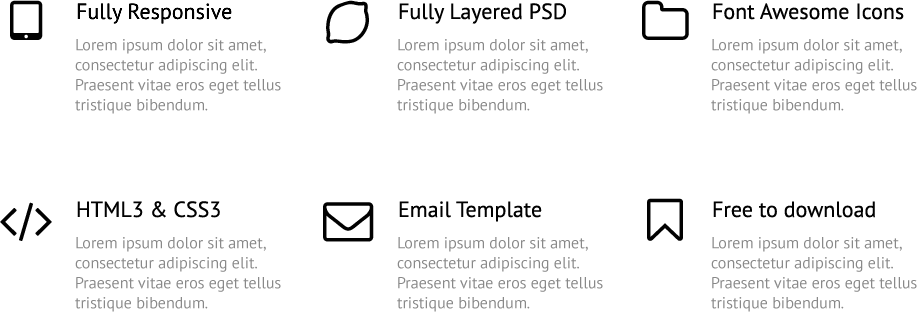 Fully Responsive
Lorem ipsum dolor sit amet,
consectetur adipiscing elit.
Praesent vitae eros eget tellus
tristique bibendum.
Fully Layered PSD
Lorem ipsum dolor sit amet,
consectetur adipiscing elit.
Praesent vitae eros eget tellus
tristique bibendum.
Font Awesome Icons
Lorem ipsum dolor sit amet,
consectetur adipiscing elit.
Praesent vitae eros eget tellus
tristique bibendum.
HTML3 & CSS3
Lorem ipsum dolor sit amet,
consectetur adipiscing elit.
Praesent vitae eros eget tellus
tristique bibendum.
Email Template
Lorem ipsum dolor sit amet,
consectetur adipiscing elit.
Praesent vitae eros eget tellus
tristique bibendum.
Free to download
Lorem ipsum dolor sit amet,
consectetur adipiscing elit.
Praesent vitae eros eget tellus
tristique bibendum.